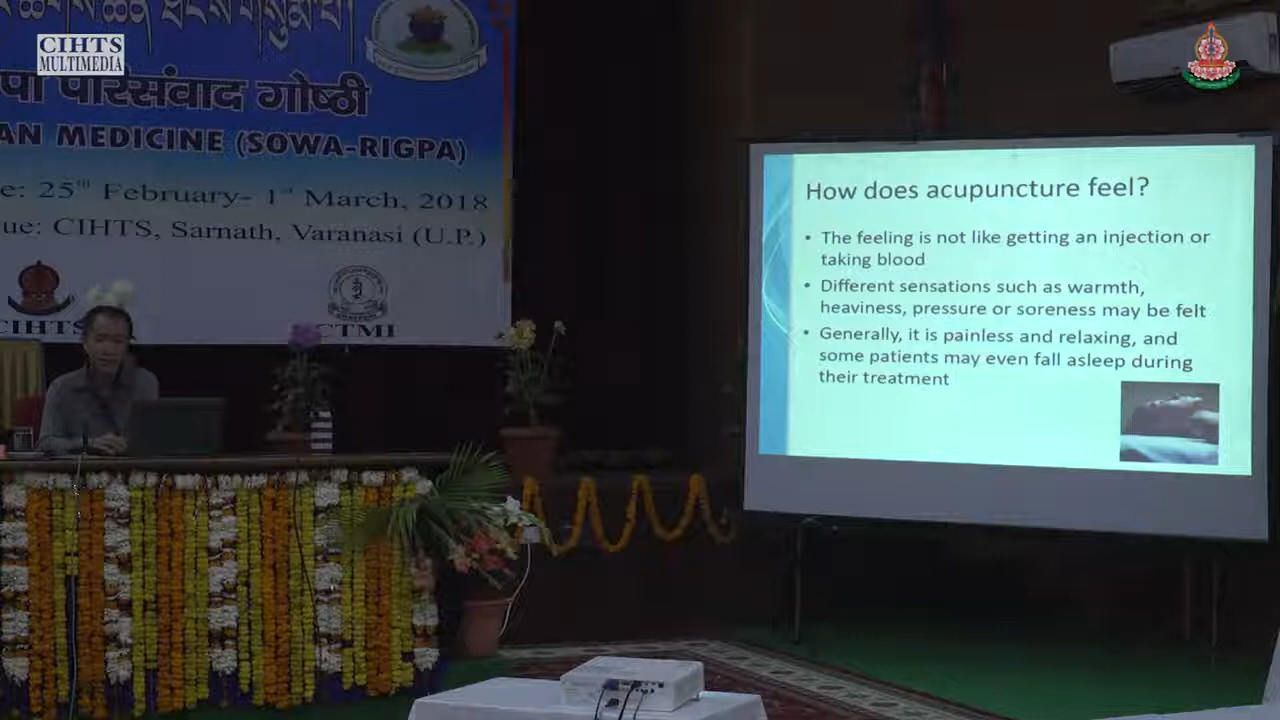 CIHTS
MULTIMEDIA
परिसंवाद गोष्ठी
AN MEDICINE (SOWA-RIGPA)
e: 25th February- 1st March, 2018
ue: CIHTS, Sarnath, Varanasi (U.P.)
CIHTS
CTMI
How does acupuncture feel?
• The feeling is not like getting an injection or
taking blood
• Different sensations such as warmth,
heaviness, pressure or soreness may be felt
• Generally, it is painless and relaxing, and
some patients may even fall asleep during
their treatment